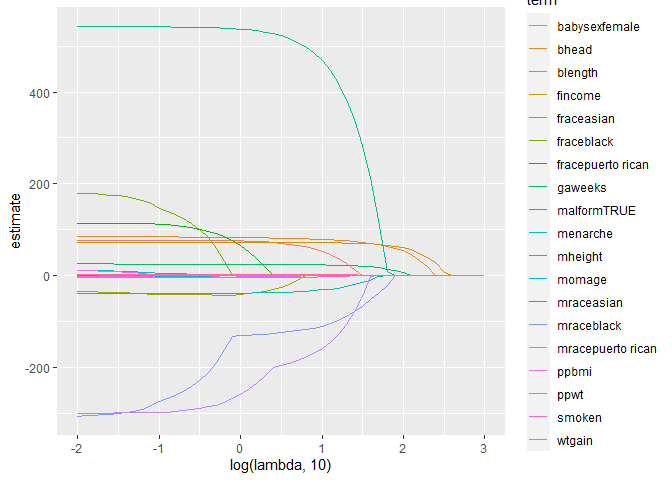 term
babysexfemale
bhead
blength
fincome
fraceasian
fraceblack
fracepuerto rican
gaweeks
malformTRUE
menarche
mheight
momage
mraceasian
mraceblack
mracepuerto rican
ppbmi
ppwt
smoken
wtgain
400
200
0
-200
estimate
-2 -1 0 1 2 3
log(lambda, 10)